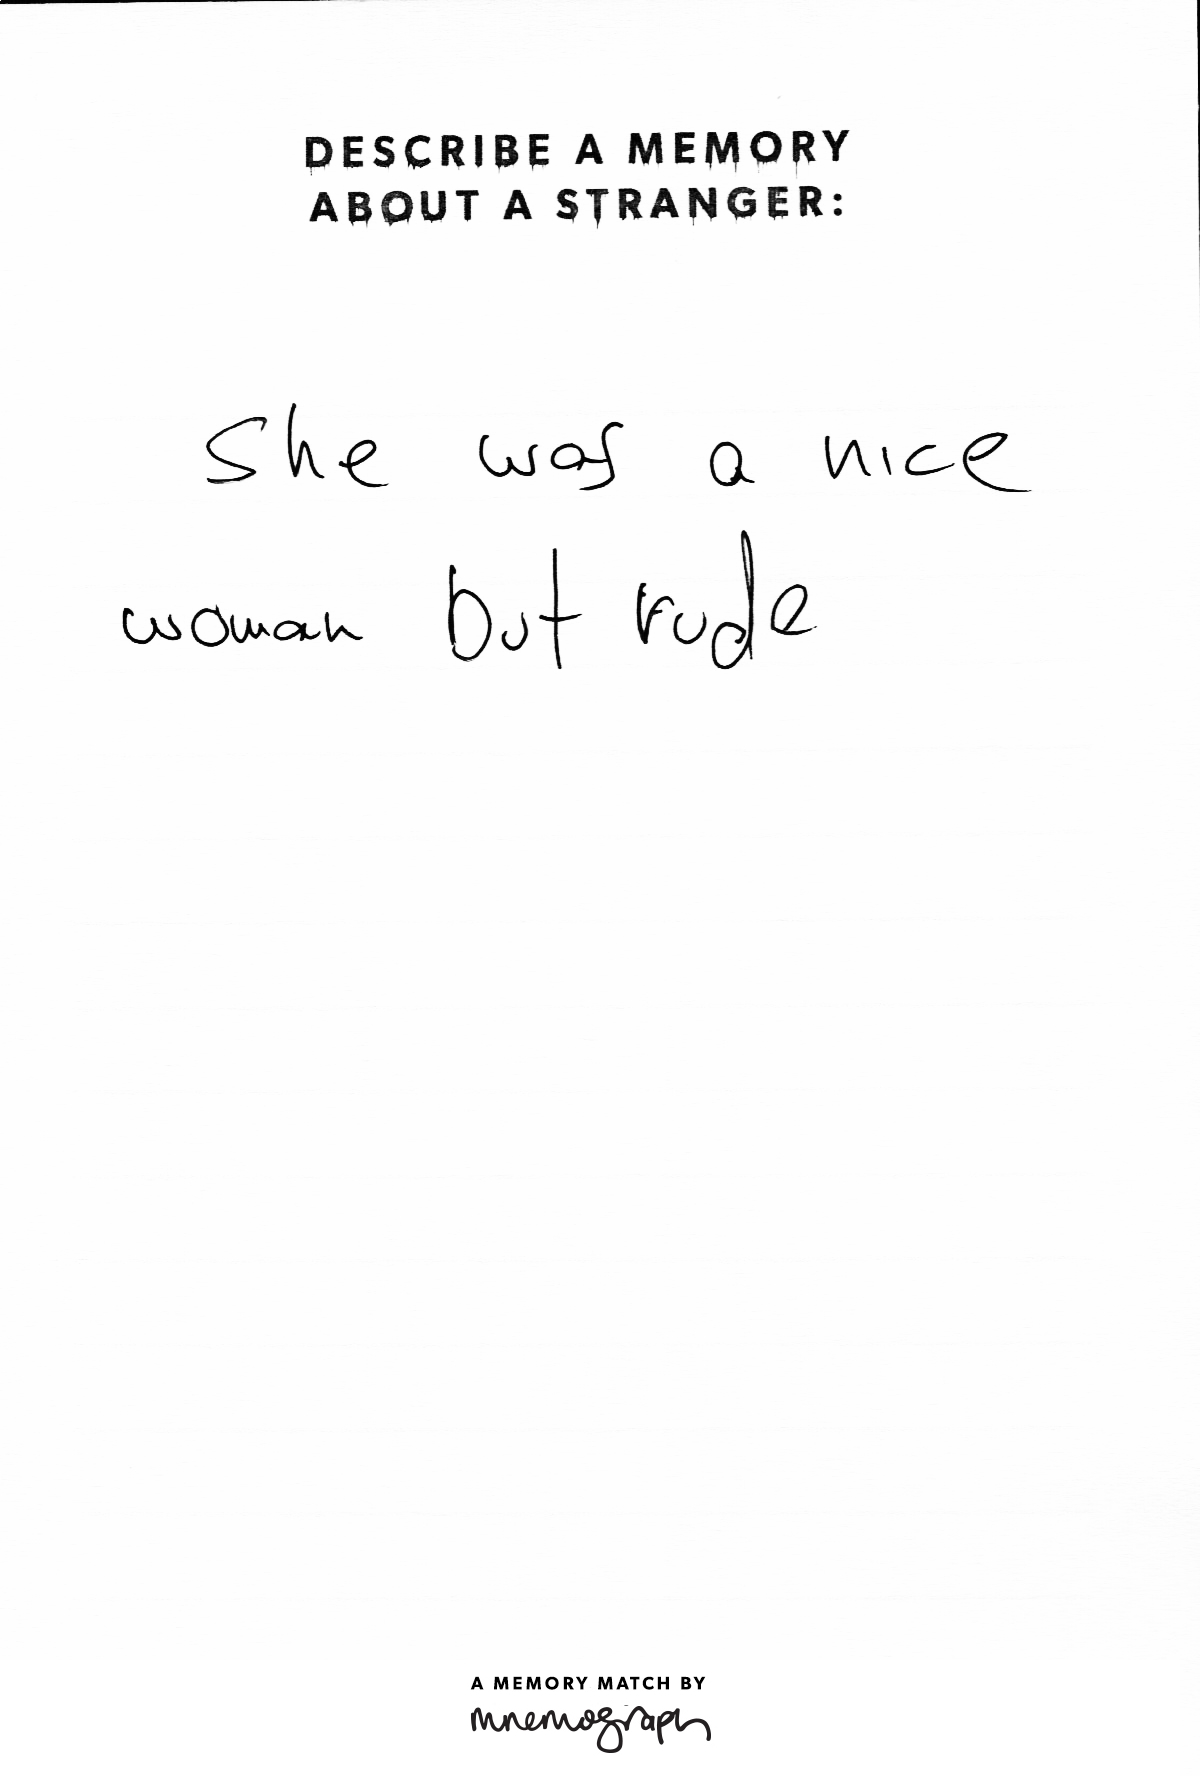 DESCRIBE A MEMORY
ABOUT A STRANGER:
She was a nice
woman but rude
A MEMORY MATCH BY
mnemograph